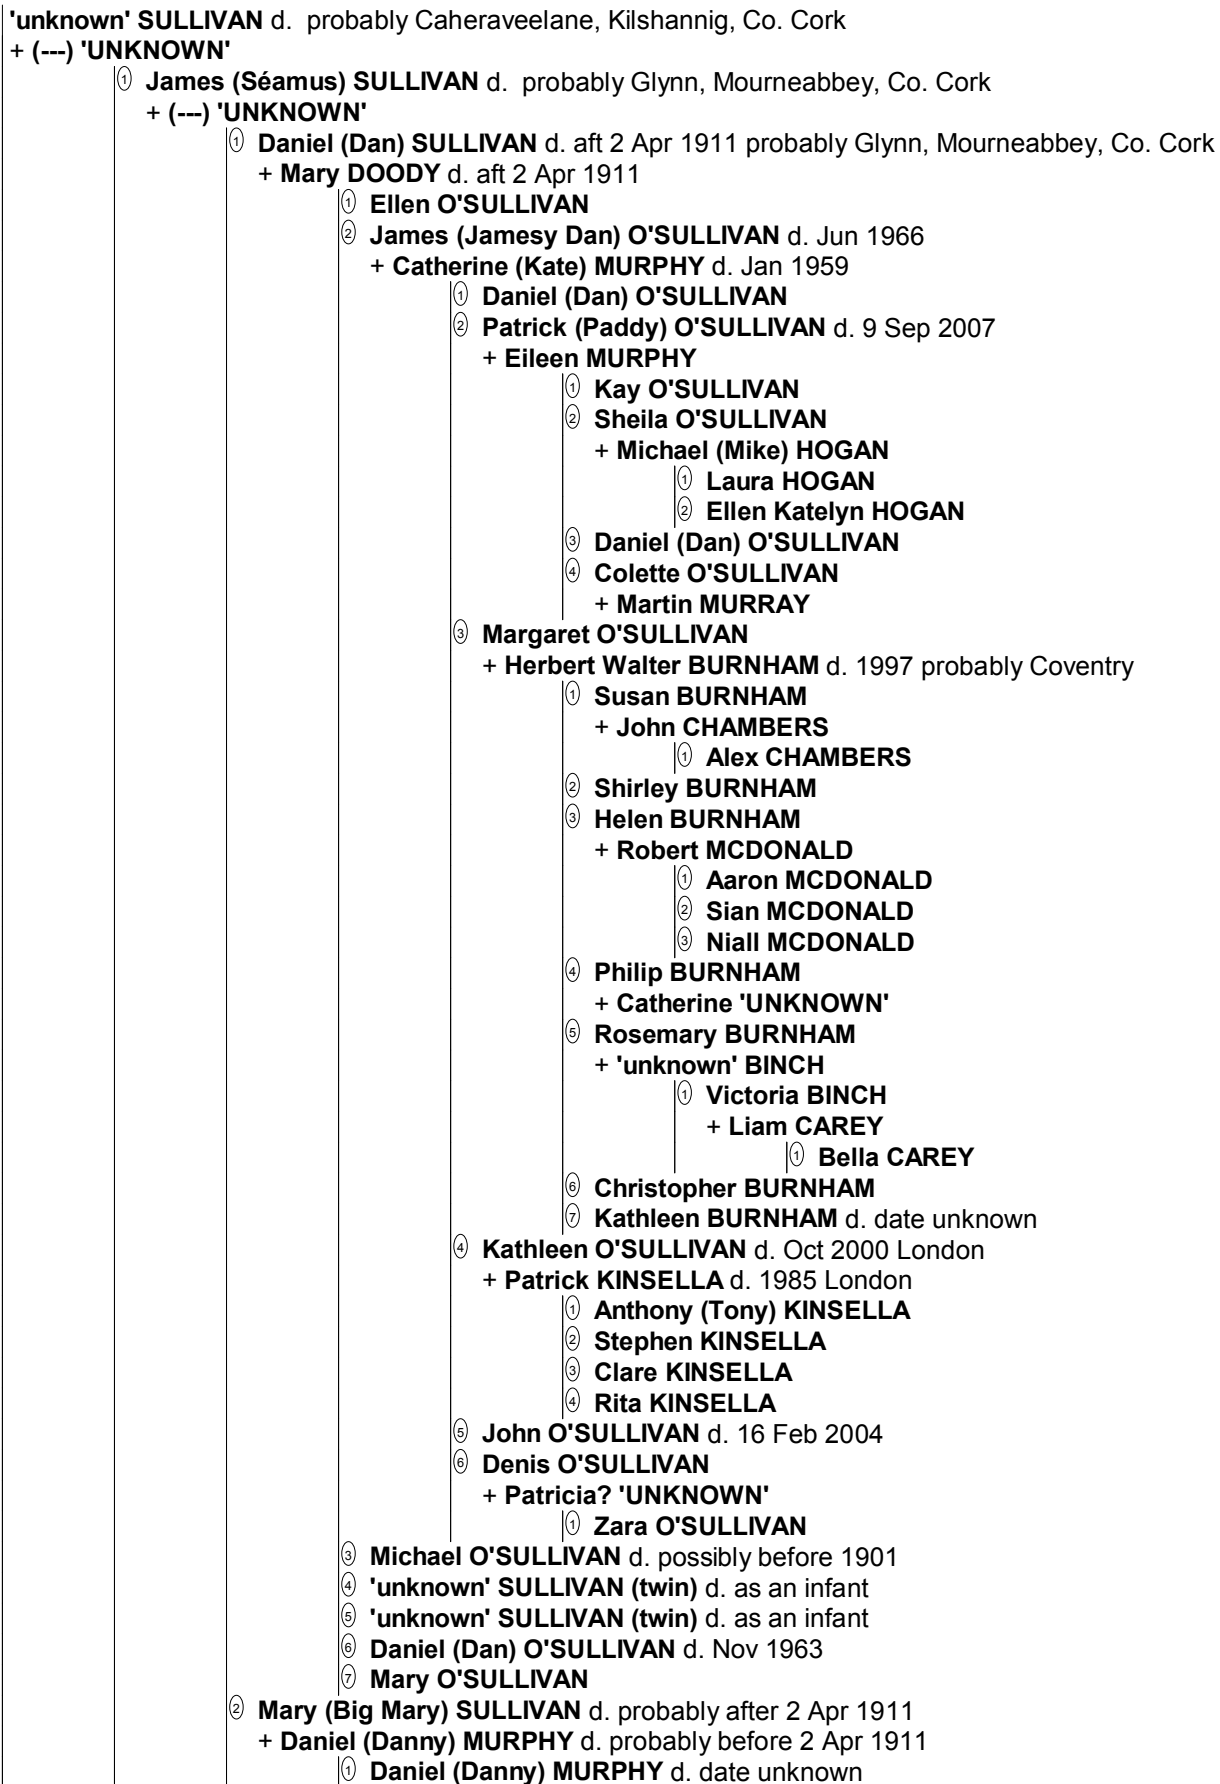 'unknown' SULLIVAN d.  probably Caheraveelane, Kilshannig, Co. Cork
+ (---) 'UNKNOWN'
① James (Séamus) SULLIVAN d.  probably Glynn, Mourneabbey, Co. Cork
+ (---) 'UNKNOWN'
① Daniel (Dan) SULLIVAN d. aft 2 Apr 1911 probably Glynn, Mourneabbey, Co. Cork
+ Mary DOODY d. aft 2 Apr 1911
① Ellen O'SULLIVAN
② James (Jamesy Dan) O'SULLIVAN d. Jun 1966
+ Catherine (Kate) MURPHY d. Jan 1959
① Daniel (Dan) O'SULLIVAN
② Patrick (Paddy) O'SULLIVAN d. 9 Sep 2007
+ Eileen MURPHY
① Kay O'SULLIVAN
② Sheila O'SULLIVAN
+ Michael (Mike) HOGAN
① Laura HOGAN
② Ellen Katelyn HOGAN
③ Daniel (Dan) O'SULLIVAN
④ Colette O'SULLIVAN
+ Martin MURRAY
③ Margaret O'SULLIVAN
+ Herbert Walter BURNHAM d. 1997 probably Coventry
① Susan BURNHAM
+ John CHAMBERS
① Alex CHAMBERS
② Shirley BURNHAM
③ Helen BURNHAM
+ Robert MCDONALD
① Aaron MCDONALD
② Sian MCDONALD
③ Niall MCDONALD
④ Philip BURNHAM
+ Catherine 'UNKNOWN'
⑤ Rosemary BURNHAM
+ 'unknown' BINCH
① Victoria BINCH
+ Liam CAREY
① Bella CAREY
⑥ Christopher BURNHAM
⑦ Kathleen BURNHAM d. date unknown
④ Kathleen O'SULLIVAN d. Oct 2000 London
+ Patrick KINSELLA d. 1985 London
① Anthony (Tony) KINSELLA
② Stephen KINSELLA
③ Clare KINSELLA
④ Rita KINSELLA
⑤ John O'SULLIVAN d. 16 Feb 2004
⑥ Denis O'SULLIVAN
+ Patricia? 'UNKNOWN'
① Zara O'SULLIVAN
③ Michael O'SULLIVAN d. possibly before 1901
④ 'unknown' SULLIVAN (twin) d. as an infant
⑤ 'unknown' SULLIVAN (twin) d. as an infant
⑥ Daniel (Dan) O'SULLIVAN d. Nov 1963
⑦ Mary O'SULLIVAN
② Mary (Big Mary) SULLIVAN d. probably after 2 Apr 1911
+ Daniel (Danny) MURPHY d. probably before 2 Apr 1911
① Daniel (Danny) MURPHY d. date unknown